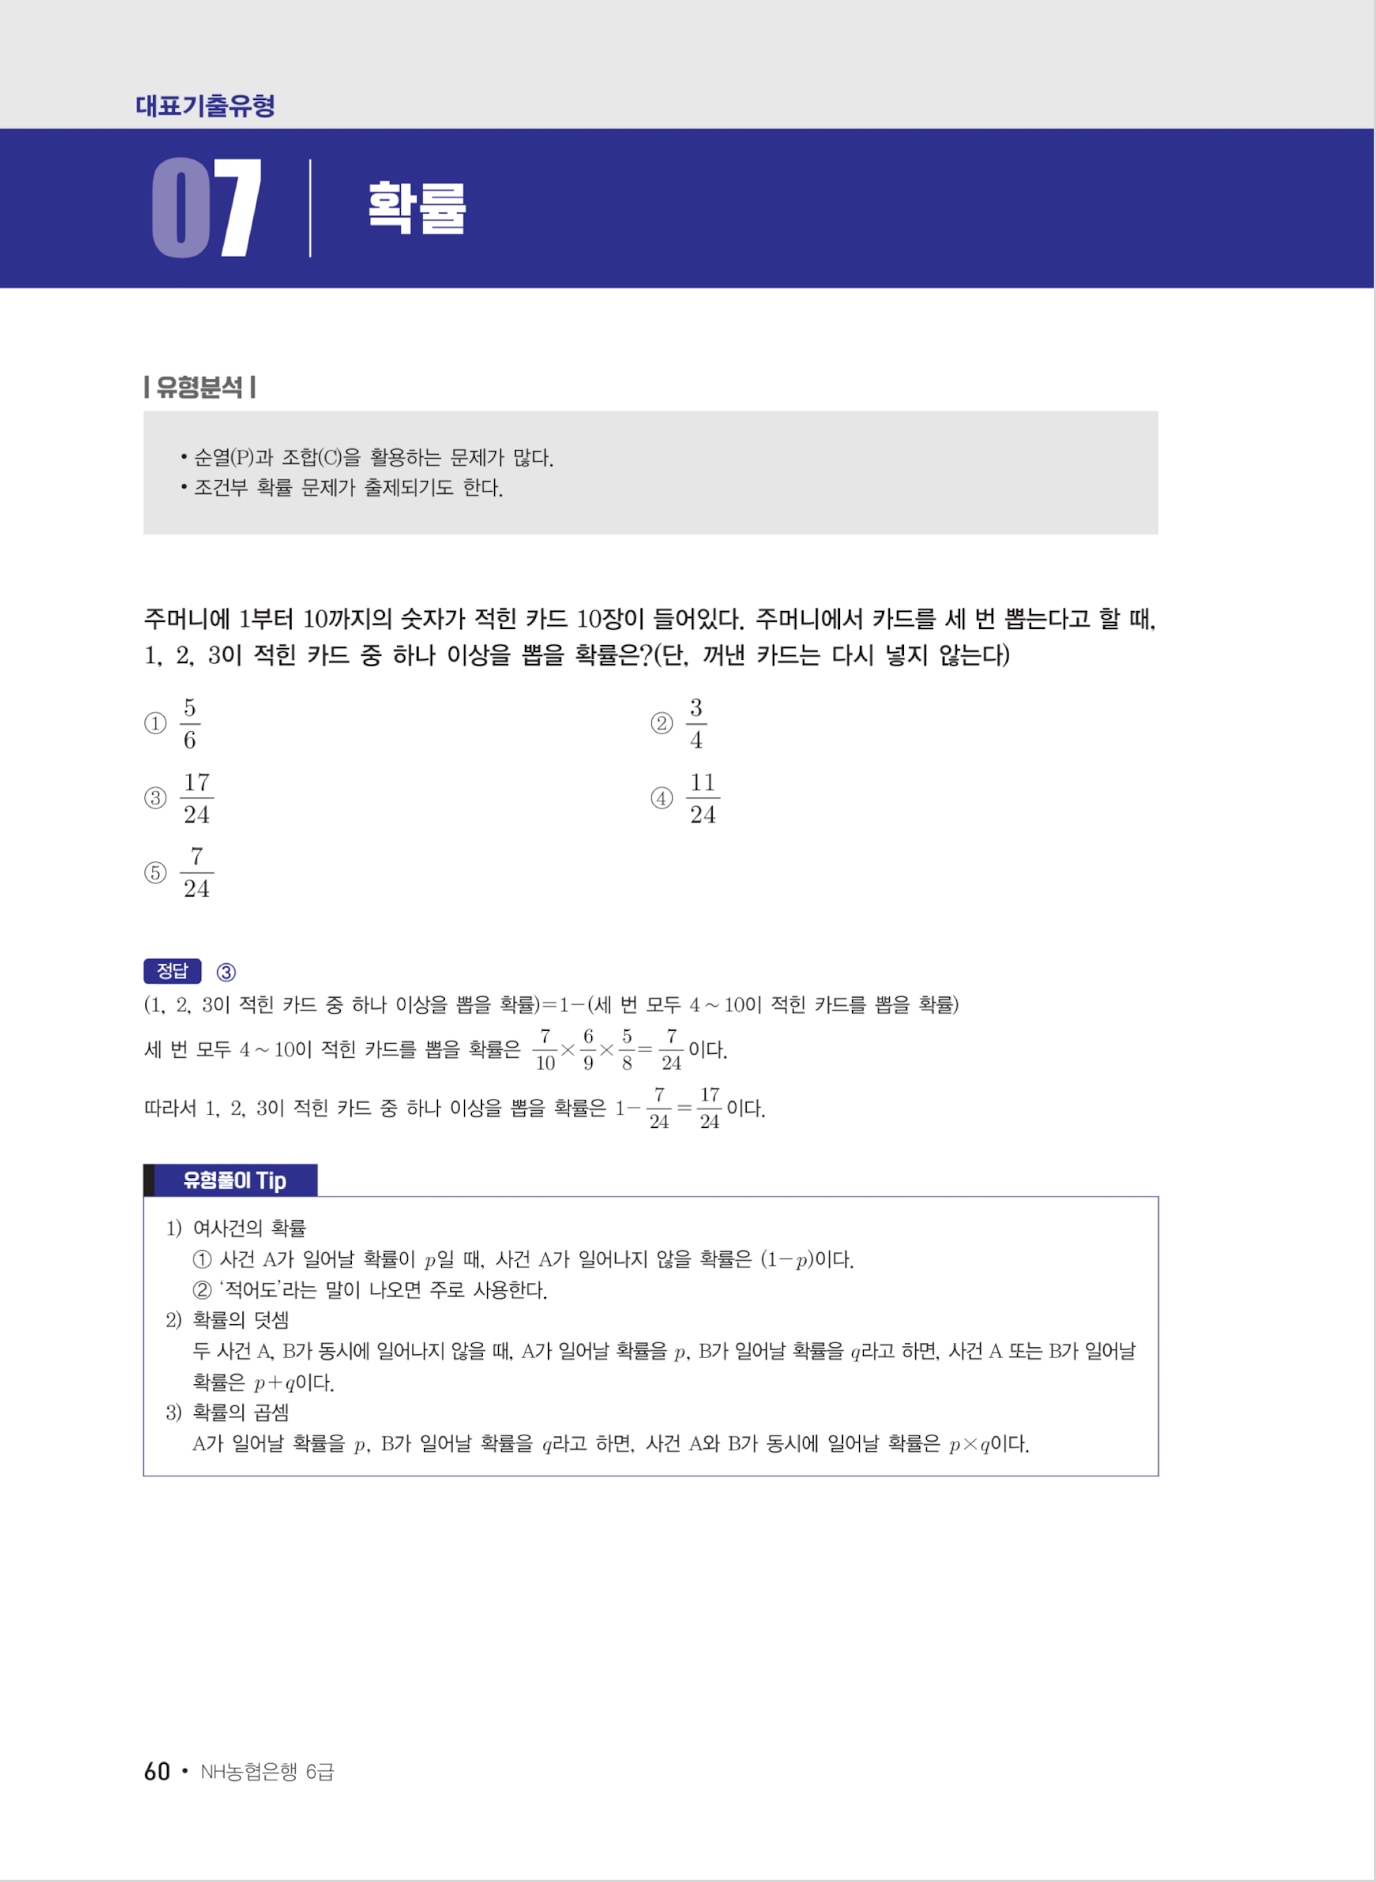 대표기출유형
07 확률
| 유형분석 |
• 순열(P)과 조합(C)을 활용하는 문제가 많다.
• 조건부 확률 문제가 출제되기도 한다.
주머니에 1부터 10까지의 숫자가 적힌 카드 10장이 들어있다. 주머니에서 카드를 세 번 뽑는다고 할 때,
1, 2, 3이 적힌 카드 중 하나 이상을 뽑을 확률은?(단, 꺼낸 카드는 다시 넣지 않는다)
① 5/6 ② 3/4
③ 17/24 ④ 11/24
⑤ 7/24
정답 ③
(1, 2, 3이 적힌 카드 중 하나 이상을 뽑을 확률)=1−(세 번 모두 4~10이 적힌 카드를 뽑을 확률)
세 번 모두 4~10이 적힌 카드를 뽑을 확률은 7/10×6/9×5/8=7/24이다.
따라서 1, 2, 3이 적힌 카드 중 하나 이상을 뽑을 확률은 1−7/24=17/24이다.
유형풀이 Tip
1) 여사건의 확률
① 사건 A가 일어날 확률이 p일 때, 사건 A가 일어나지 않을 확률은 (1−p)이다.
② ‘적어도’라는 말이 나오면 주로 사용한다.
2) 확률의 덧셈
두 사건 A, B가 동시에 일어나지 않을 때, A가 일어날 확률을 p, B가 일어날 확률을 q라고 하면, 사건 A 또는 B가 일어날
확률은 p+q이다.
3) 확률의 곱셈
A가 일어날 확률을 p, B가 일어날 확률을 q라고 하면, 사건 A와 B가 동시에 일어날 확률은 p×q이다.
60 • NH농협은행 6급